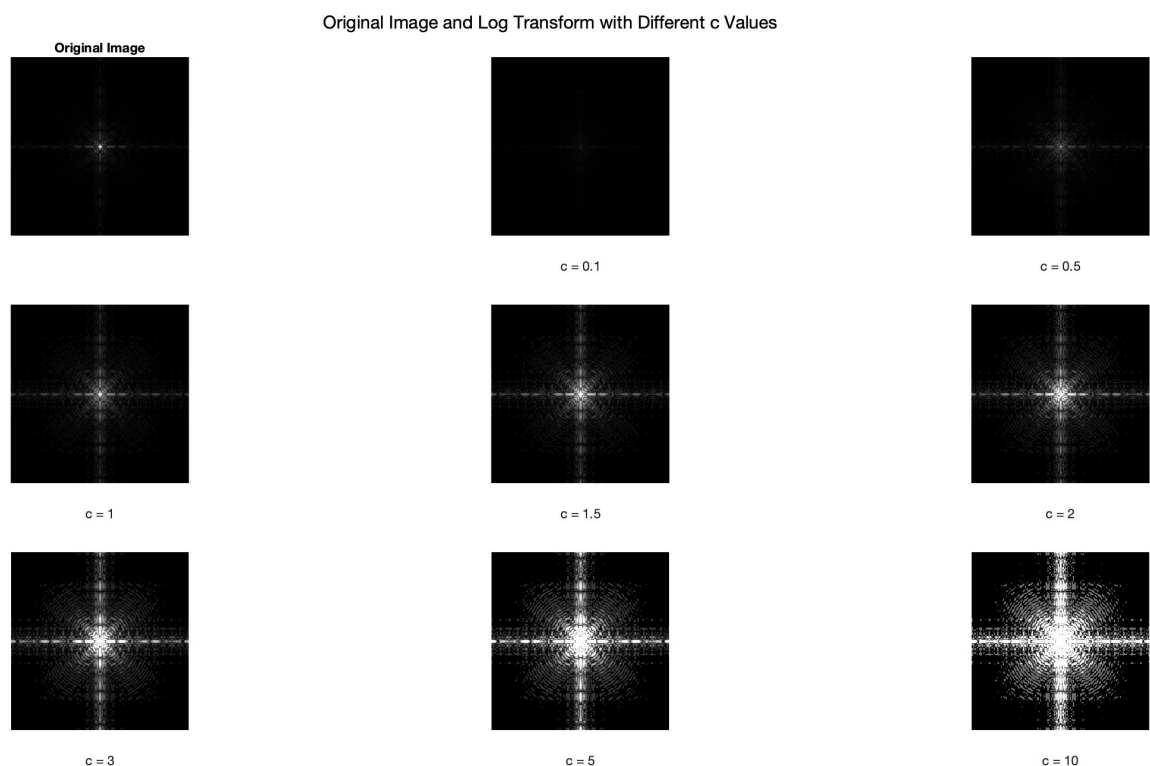 Original Image and Log Transform with Different c Values
Original Image
c = 0.1
c = 0.5
c = 1
c = 1.5
c = 2
c = 3
c = 5
c = 10